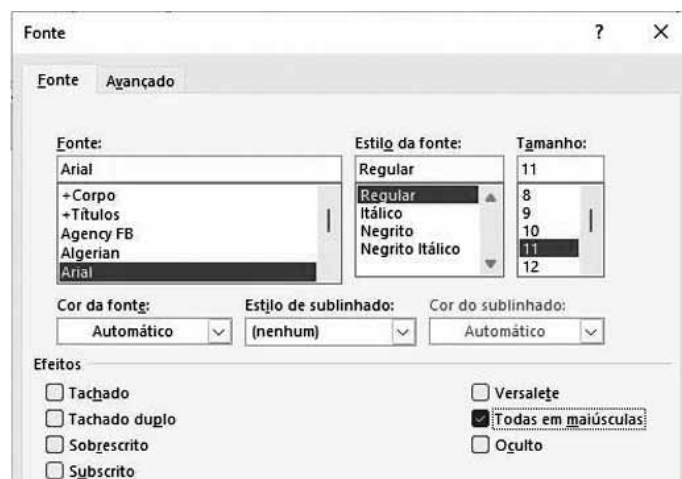 Fonte ? X
Fonte Avançado
Fonte: Estilo da fonte: Tamanho:
Arial Regular 11
+Corpo Regular 8
+Títulos Itálico 9
Agency FB Negrito 10
Algerian Negrito Itálico 11
Arial 12
Cor da fonte: Estilo de sublinhado: Cor do sublinhado:
Automático (nenhum) Automático
Efeitos
Tachado Versalete
Tachado duplo Todas em maiúsculas
Sobrescrito Oculto
Subscrito